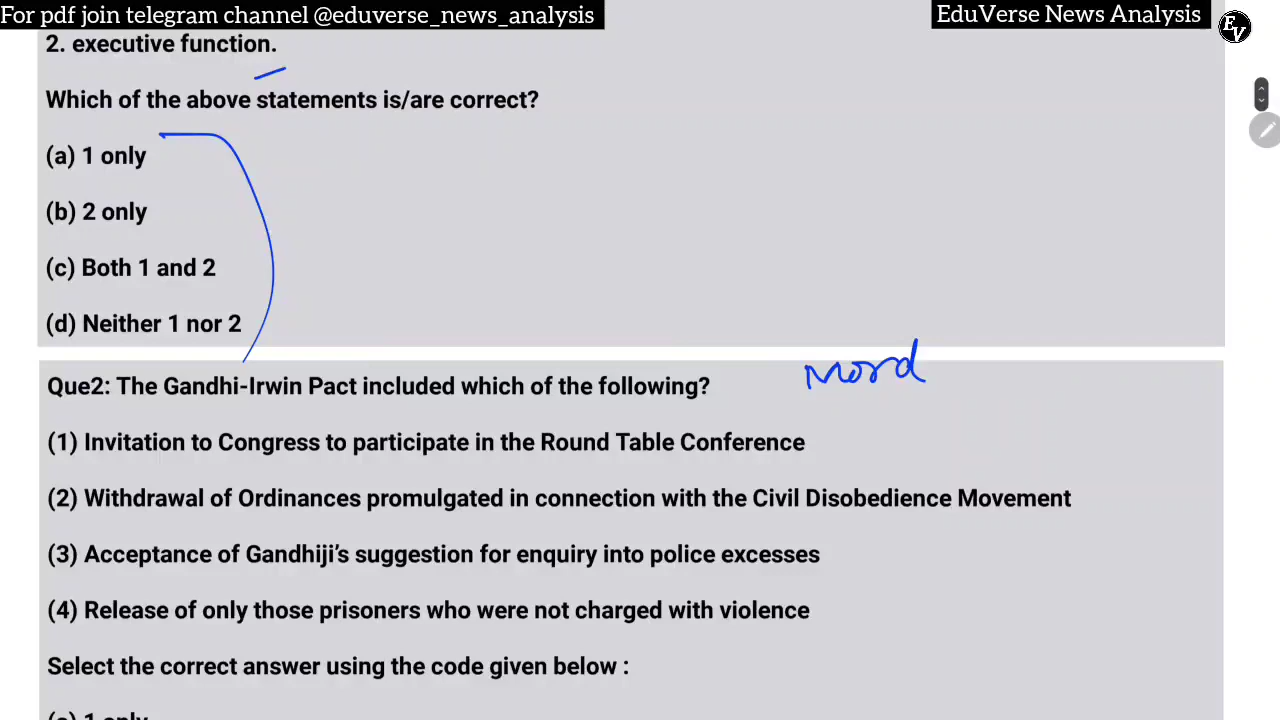 For pdf join telegram channel @eduverse_news_analysis
EduVerse News Analysis
EV
2. executive function.
Which of the above statements is/are correct?
(a) 1 only
(b) 2 only
(c) Both 1 and 2
(d) Neither 1 nor 2
Mord
Que2: The Gandhi-Irwin Pact included which of the following?
(1) Invitation to Congress to participate in the Round Table Conference
(2) Withdrawal of Ordinances promulgated in connection with the Civil Disobedience Movement
(3) Acceptance of Gandhiji’s suggestion for enquiry into police excesses
(4) Release of only those prisoners who were not charged with violence
Select the correct answer using the code given below :
(a) 1 only